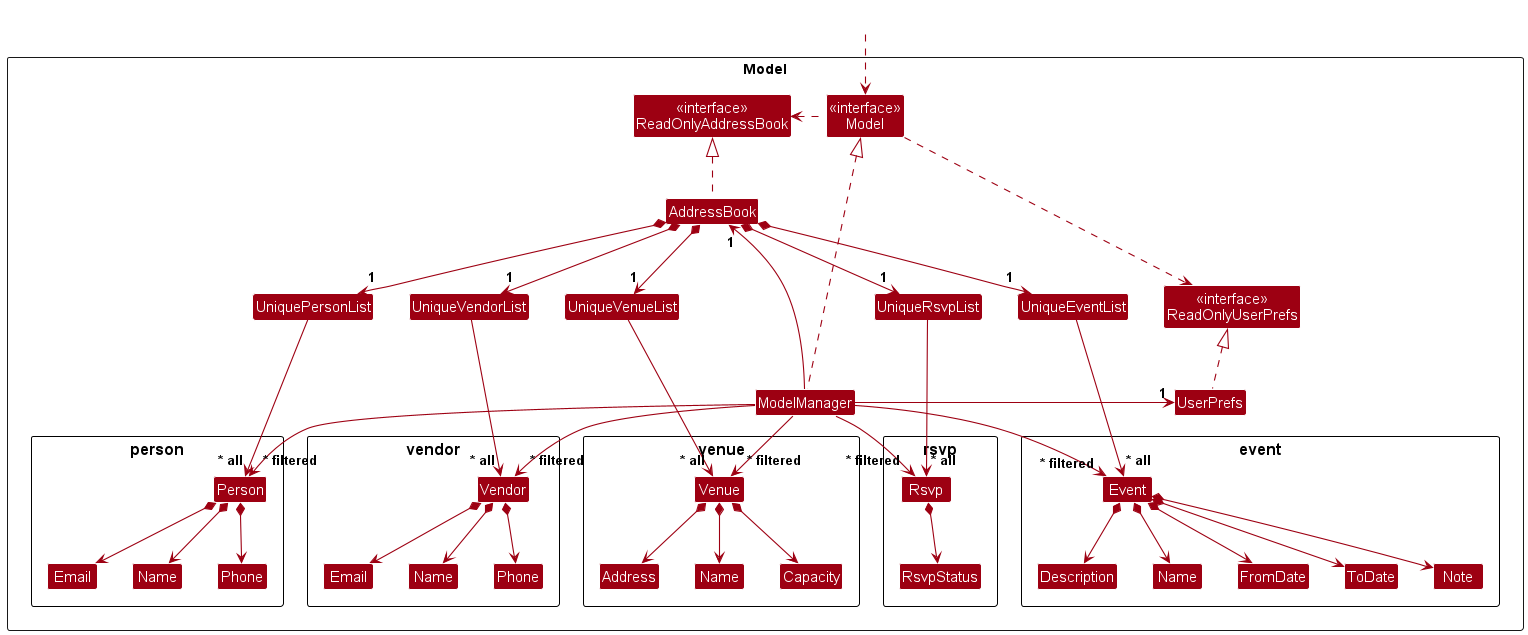 Model
«interface»
ReadOnlyAddressBook
«interface»
Model
AddressBook
1
1
1
1
1
1
UniquePersonList
UniqueVendorList
UniqueVenueList
UniqueRsvpList
UniqueEventList
«interface»
ReadOnlyUserPrefs
ModelManager
1
UserPrefs
person
vendor
venue
rsvp
event
* all
* filtered
* all
* filtered
* all
* filtered
* filtered
* all
* filtered
* all
Person
Vendor
Venue
Rsvp
Event
Email
Name
Phone
Email
Name
Phone
Address
Name
Capacity
RsvpStatus
Description
Name
FromDate
ToDate
Note